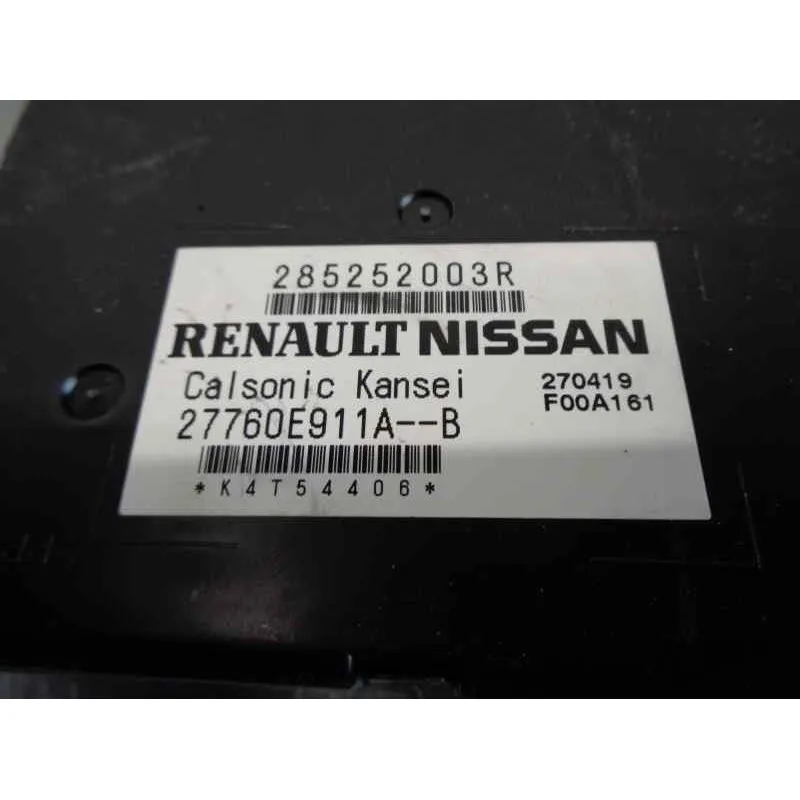 285252003R
RENAULT NISSAN
Calsonic Kansei 270419
27760E911A--B F00A161
*K4T54406*